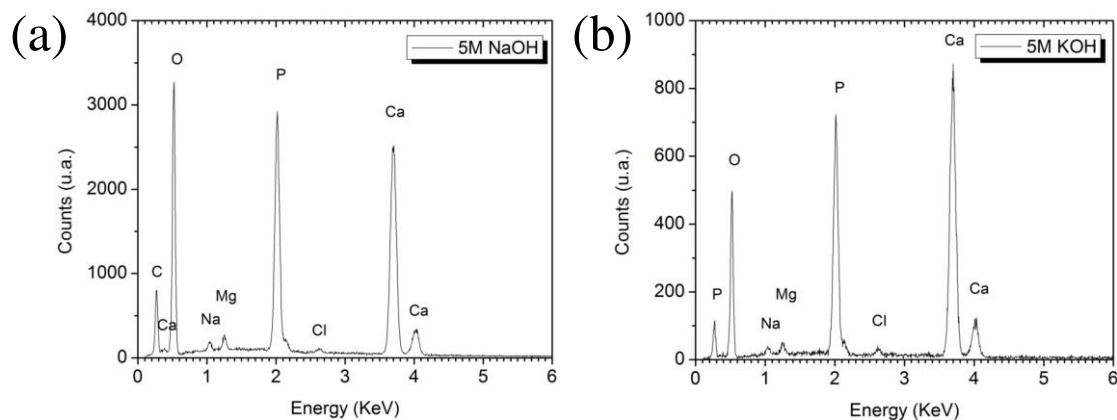 (a)
5M NaOH
4000
3000
2000
1000
0
Counts (u.a.)
C
Ca
O
Na
Mg
P
Cl
Ca
Ca
0 1 2 3 4 5 6
Energy (KeV)
(b)
5M KOH
1000
800
600
400
200
0
Counts (u.a.)
P
O
Na
Mg
P
Cl
Ca
Ca
0 1 2 3 4 5 6
Energy (KeV)